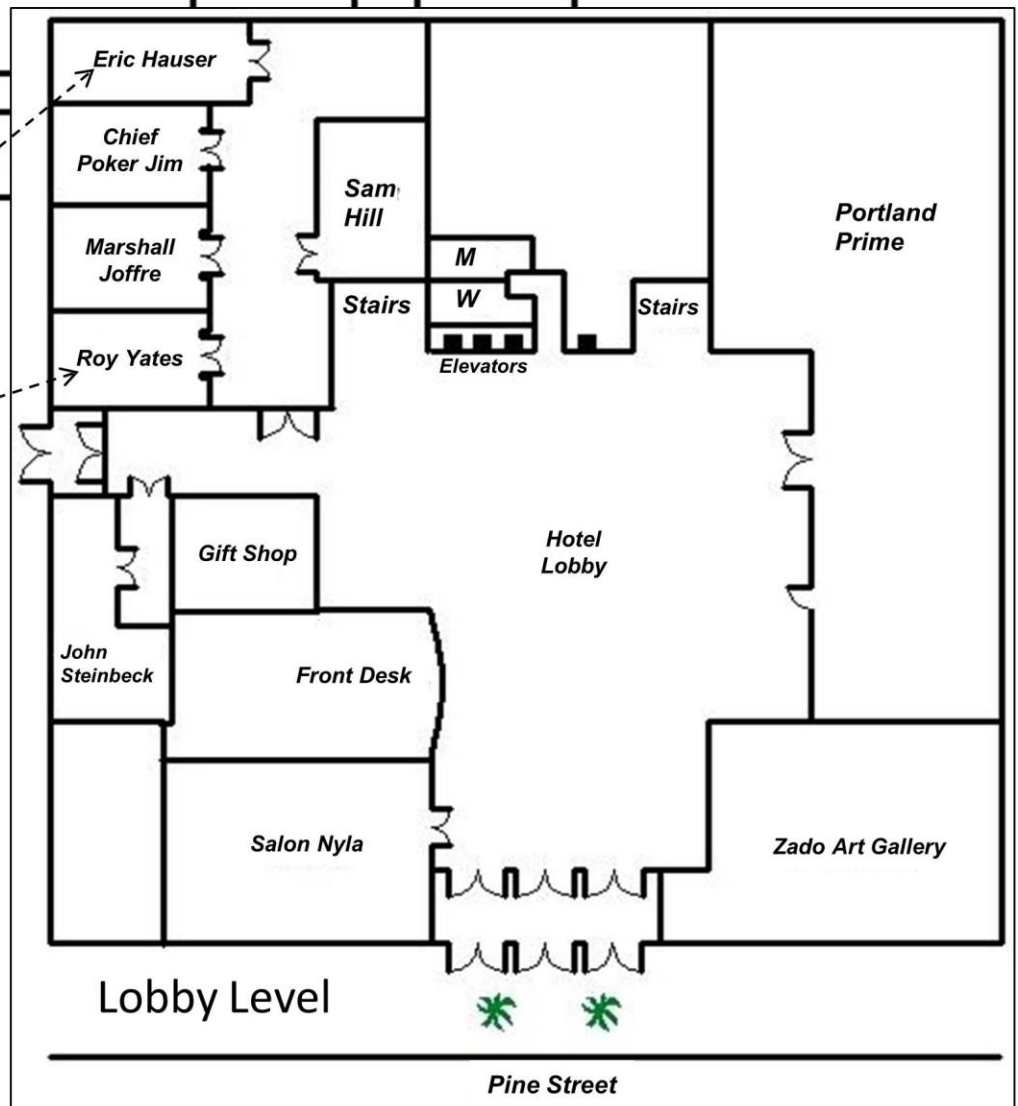 Eric Hauser
Chief
Poker Jim
Sam
Hill
Portland
Prime
Marshall
Joffre
M
W
Stairs
Stairs
Roy Yates
Elevators
Hotel
Lobby
Gift Shop
John
Steinbeck
Front Desk
Salon Nyla
Zado Art Gallery
Lobby Level
Pine Street